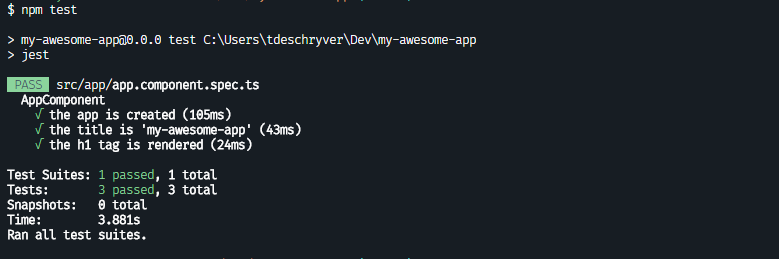 $ npm test
> my-awesome-app@0.0.0 test C:\Users\tdeschryver\Dev\my-awesome-app
> jest
PASS src/app/app.component.spec.ts
AppComponent
√ the app is created (105ms)
√ the title is 'my-awesome-app' (43ms)
√ the h1 tag is rendered (24ms)
Test Suites: 1 passed, 1 total
Tests: 3 passed, 3 total
Snapshots: 0 total
Time: 3.881s
Ran all test suites.